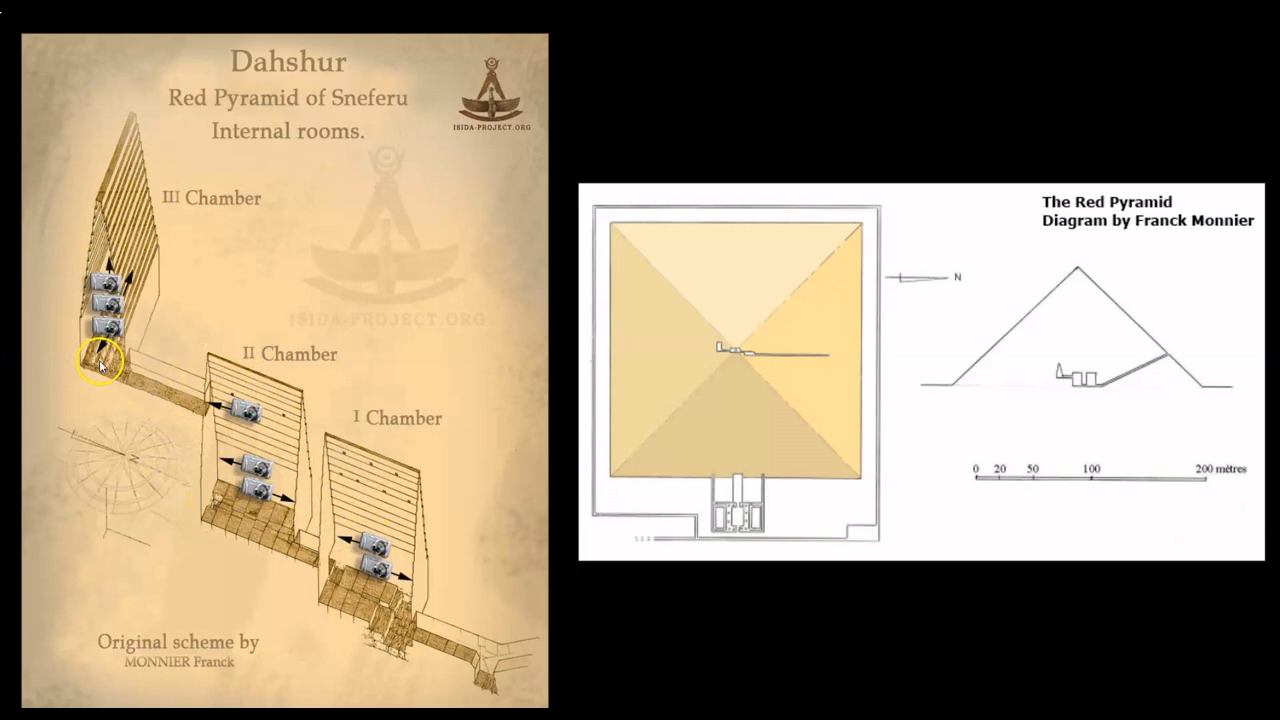 Dahshur
Red Pyramid of Sneferu
Internal rooms.
ISIDA-PROJECT.ORG
III Chamber
ISIDA-PROJECT.ORG
II Chamber
I Chamber
N
Original scheme by
MONNIER Franck
The Red Pyramid
Diagram by Franck Monnier
N
0 20 50 100 200 mètres